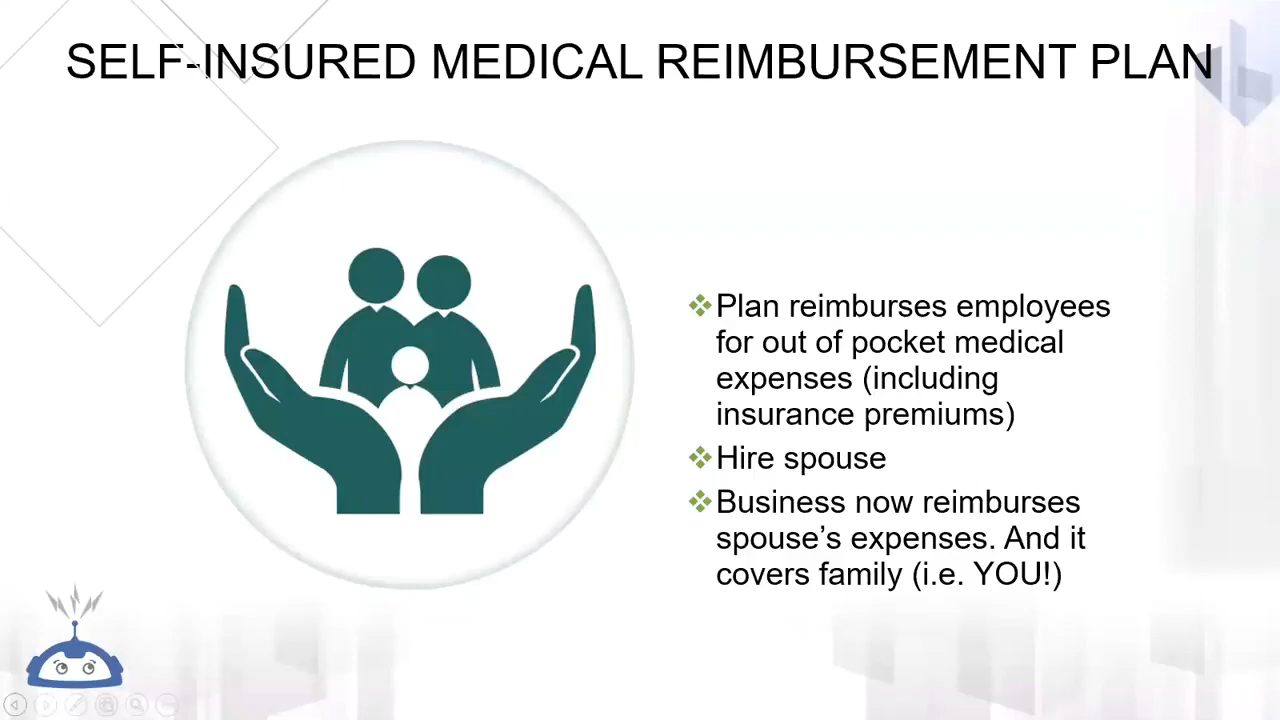 SELF-INSURED MEDICAL REIMBURSEMENT PLAN
❖Plan reimburses employees
for out of pocket medical
expenses (including
insurance premiums)
❖Hire spouse
❖Business now reimburses
spouse’s expenses. And it
covers family (i.e. YOU!)